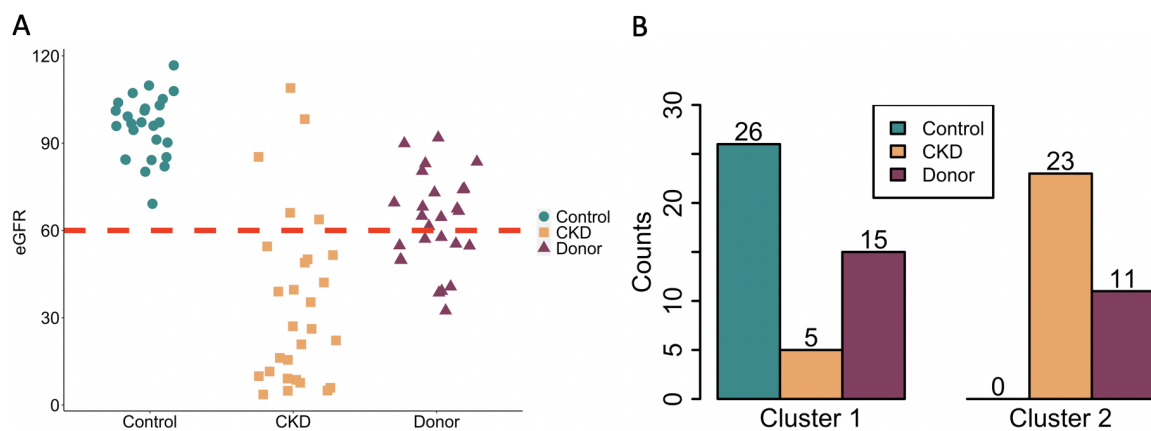 A
120
90
60
30
0
eGFR
Control
CKD
Donor
Control
CKD
Donor
B
30
20
5
0
Counts
Control
CKD
Donor
26
5
15
0
23
11
Cluster 1
Cluster 2